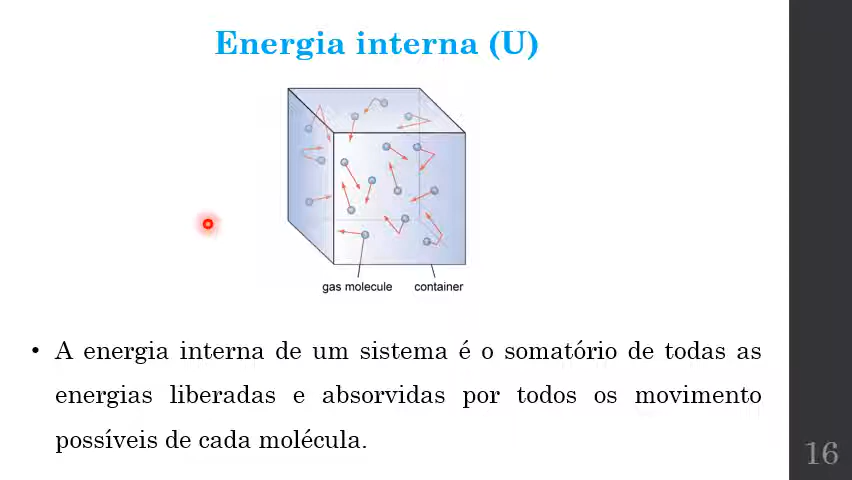 Energia interna (U)
gas molecule container
• A energia interna de um sistema é o somatório de todas as
energias liberadas e absorvidas por todos os movimento
possíveis de cada molécula.
16